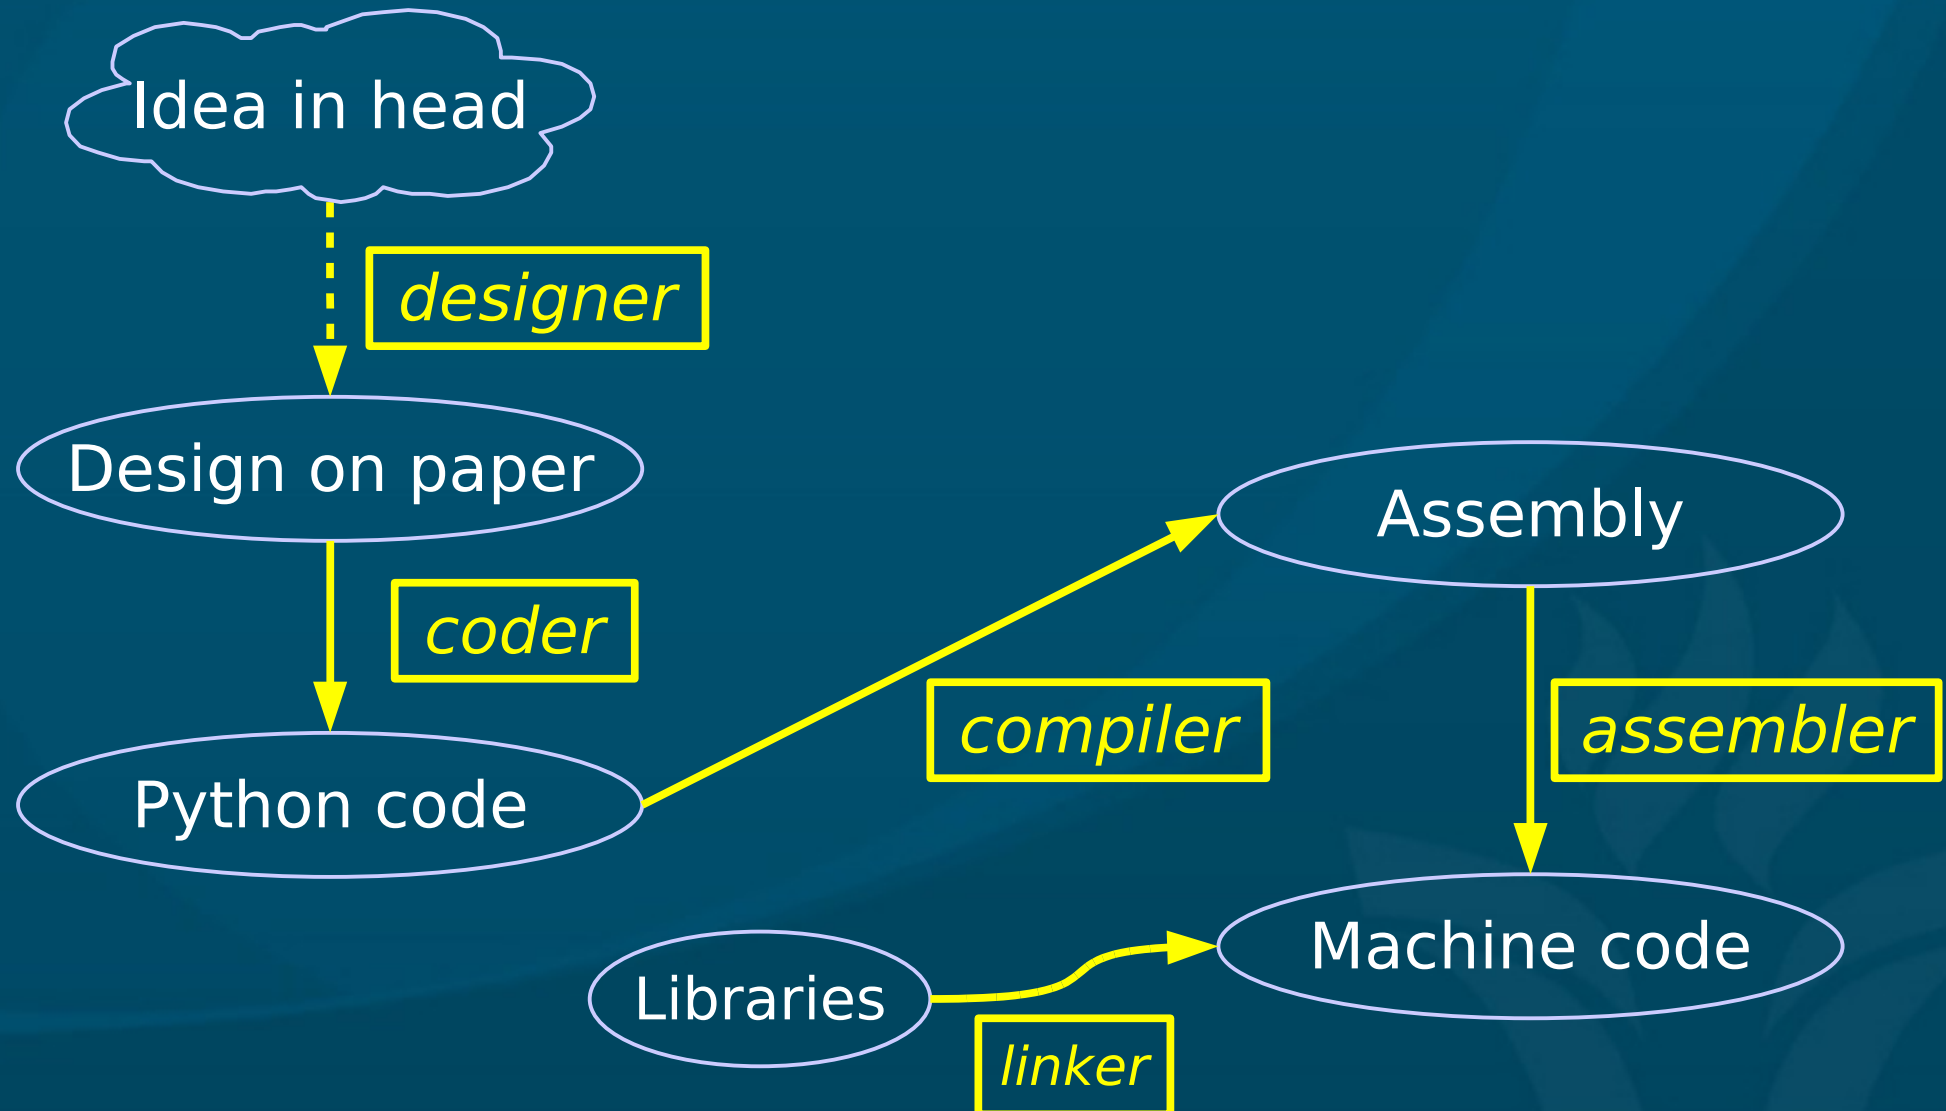 Idea in head
designer
Design on paper
coder
Python code
compiler
Assembly
assembler
Machine code
Libraries
linker